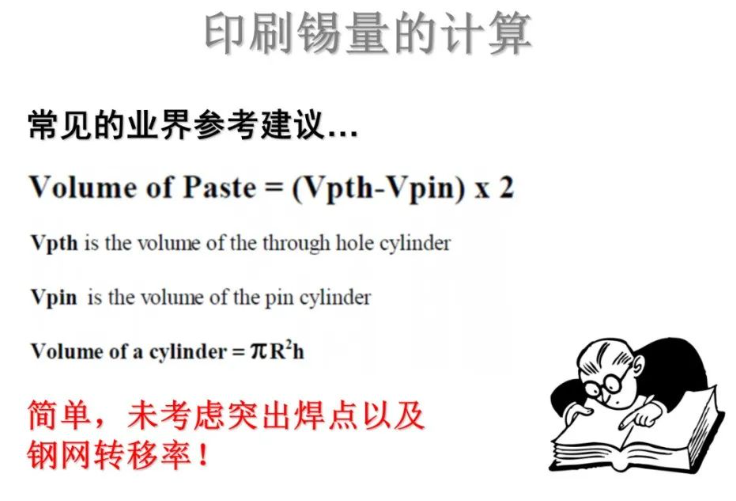 印刷锡量的计算
常见的业界参考建议...
Volume of Paste = (Vpth-Vpin) x 2
Vpth is the volume of the through hole cylinder
Vpin is the volume of the pin cylinder
Volume of a cylinder = πR²h
简单，未考虑突出焊点以及
钢网转移率！